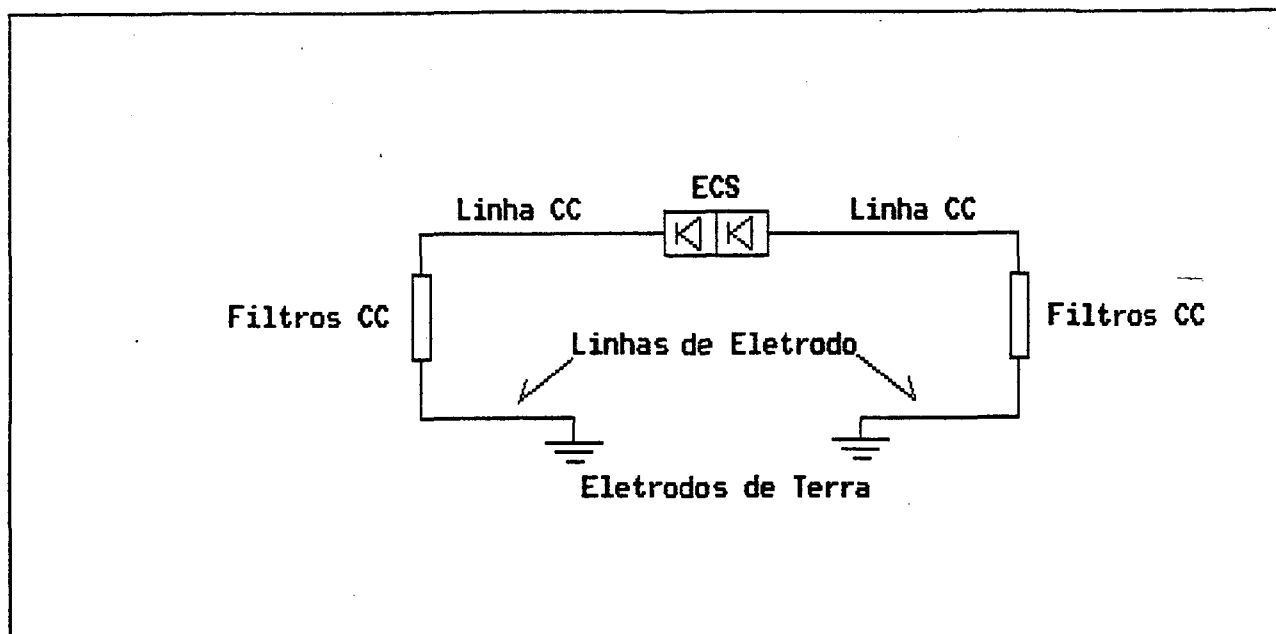 ECS
Linha CC
Linha CC
Filtros CC
Filtros CC
Linhas de Eletrodo
Eletrodos de Terra